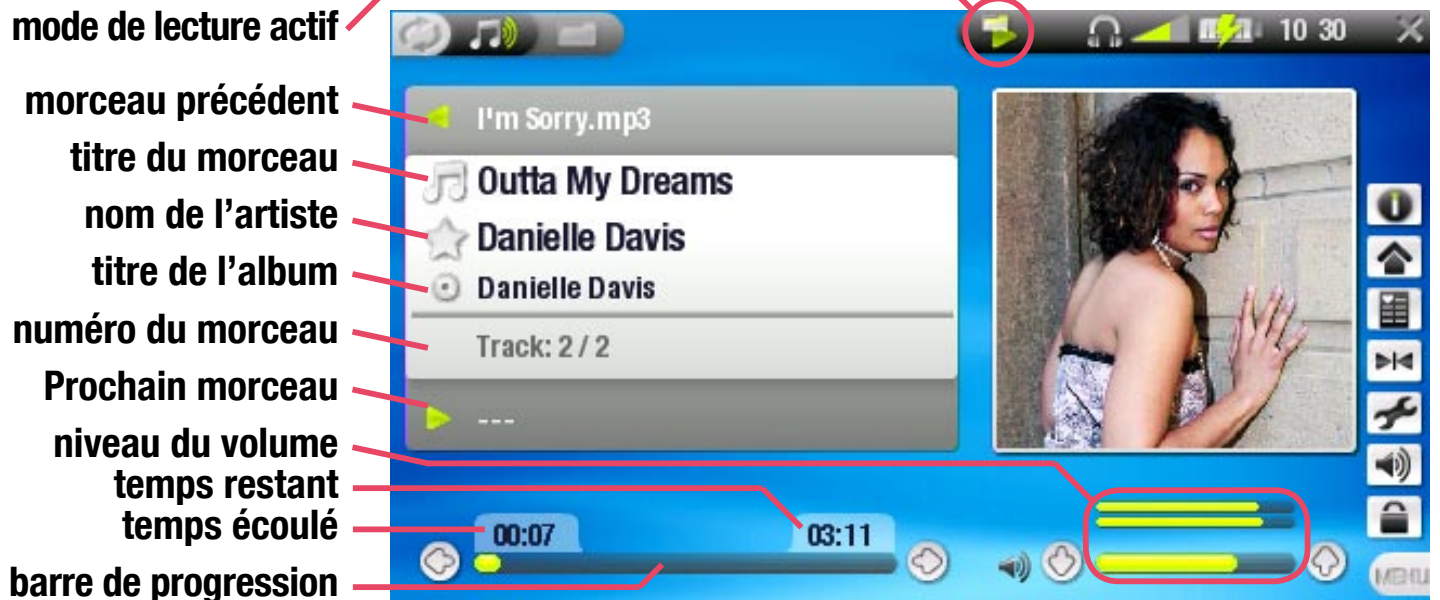 mode de lecture actif
10 30
morceau précédent
I'm Sorry.mp3
titre du morceau
Outta My Dreams
nom de l'artiste
Danielle Davis
titre de l'album
Danielle Davis
numéro du morceau
Track: 2 / 2
Prochain morceau
---
niveau du volume
temps restant
temps écoulé
00:07
03:11
barre de progression
MENU